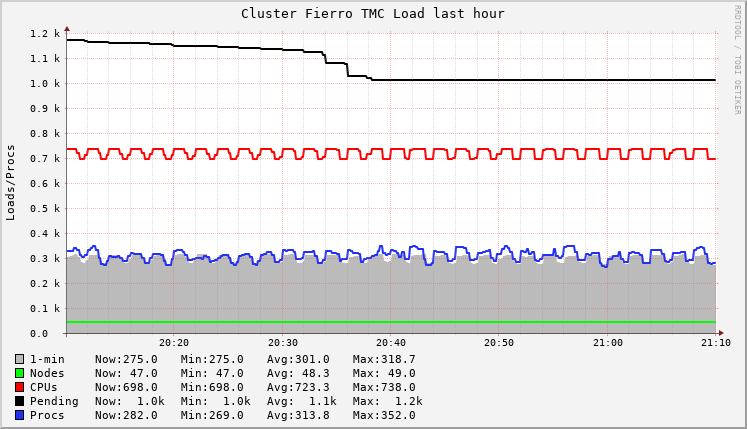 Cluster Fierro TMC Load last hour
RRDTOOL / TOBI OETIKER
Loads/Procs
1.2 k
1.1 k
1.0 k
0.9 k
0.8 k
0.7 k
0.6 k
0.5 k
0.4 k
0.3 k
0.2 k
0.1 k
0.0
20:20 20:30 20:40 20:50 21:00 21:10
1-min Now:275.0 Min:275.0 Avg:301.0 Max:318.7
Nodes Now: 47.0 Min: 47.0 Avg: 48.3 Max: 49.0
CPUs Now:698.0 Min:698.0 Avg:723.3 Max:738.0
Pending Now: 1.0k Min: 1.0k Avg: 1.1k Max: 1.2k
Procs Now:282.0 Min:269.0 Avg:313.8 Max:352.0